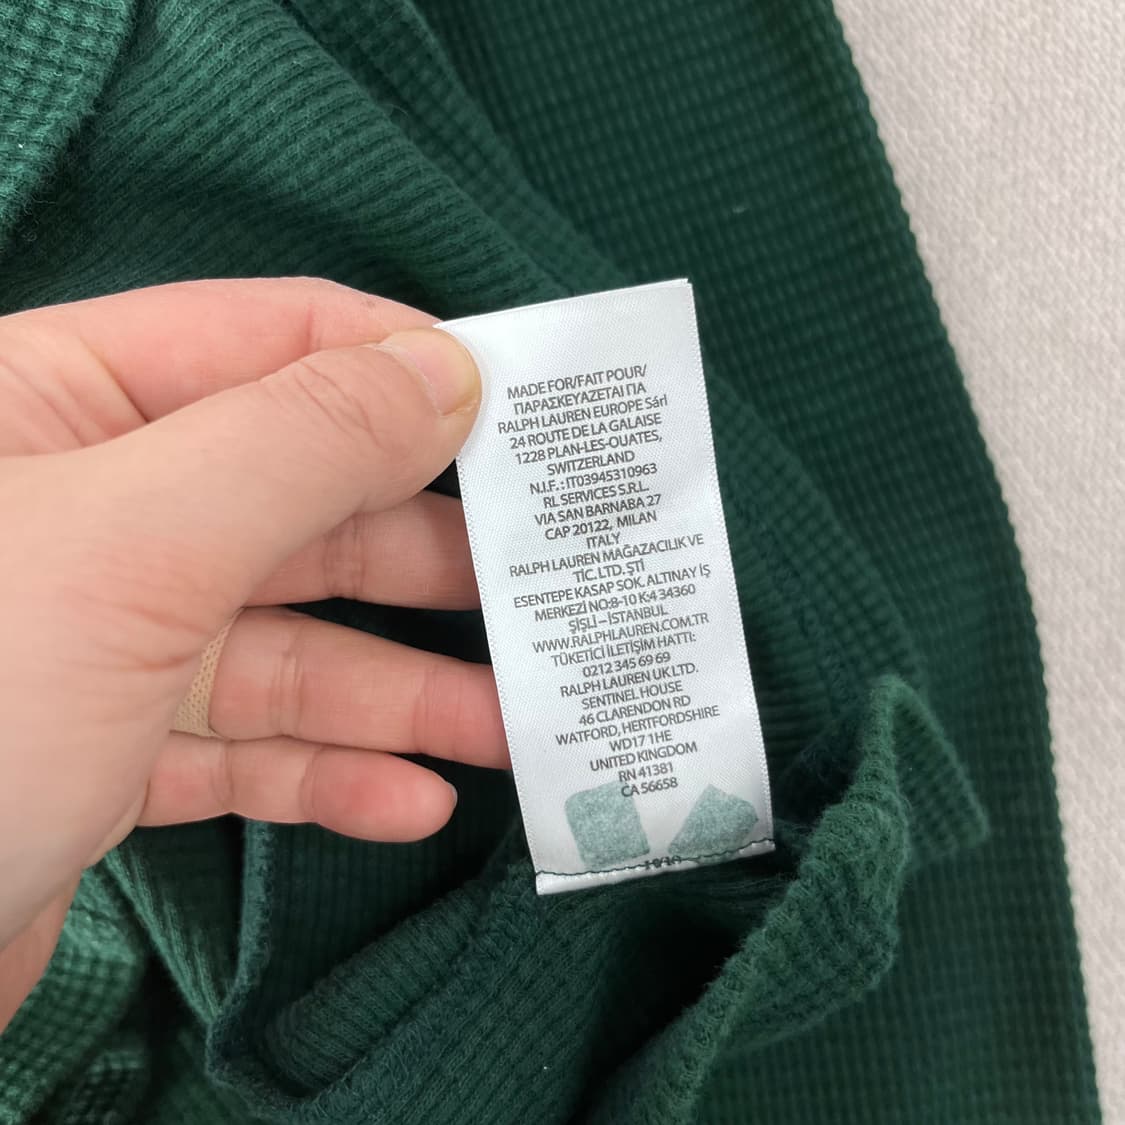 MADE FOR/FAIT POUR/
ΠΑΡΑΣΚΕΥΑΖΕΤΑΙ ΓΙΑ
RALPH LAUREN EUROPE Sárl
24 ROUTE DE LA GALAISE
1228 PLAN-LES-OUATES,
SWITZERLAND
N.I.F.: IT03945310963
RL SERVICES S.R.L.
VIA SAN BARNABA 27
CAP 20122, MILAN
ITALY
RALPH LAUREN MAĞAZACILIK VE
TİC. LTD. ŞTİ
ESENTEPE KASAP SOK. ALTINAY İŞ
MERKEZİ NO:8-10 K:4 34360
ŞİŞLİ – İSTANBUL
WWW.RALPHLAUREN.COM.TR
TÜKETİCİ İLETİŞİM HATTI:
0212 345 69 69
RALPH LAUREN UK LTD.
SENTINEL HOUSE
46 CLARENDON RD
WATFORD, HERTFORDSHIRE
WD17 1HE
UNITED KINGDOM
RN 41381
CA 56658